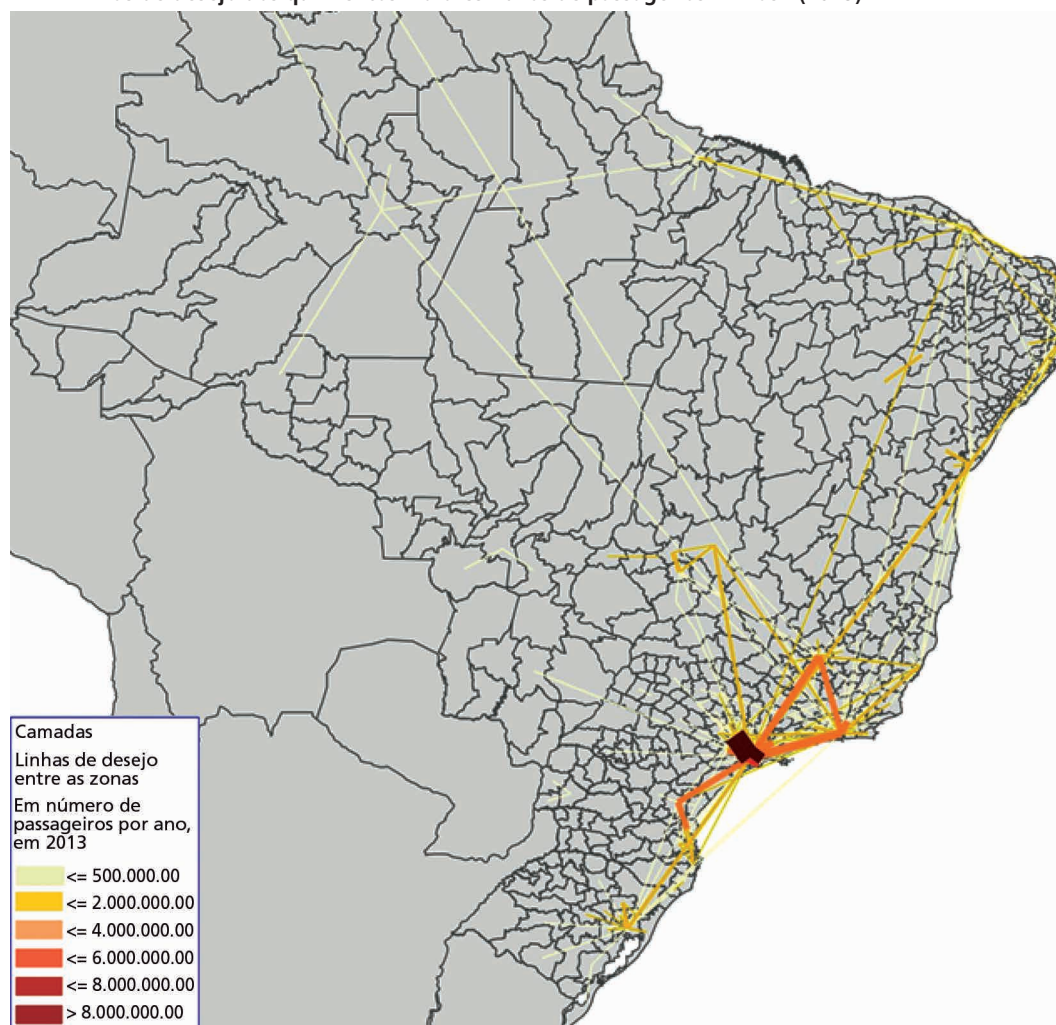 Camadas
Linhas de desejo
entre as zonas
Em número de
passageiros por ano,
em 2013
<= 500.000.00
<= 2.000.000.00
<= 4.000.000.00
<= 6.000.000.00
<= 8.000.000.00
> 8.000.000.00